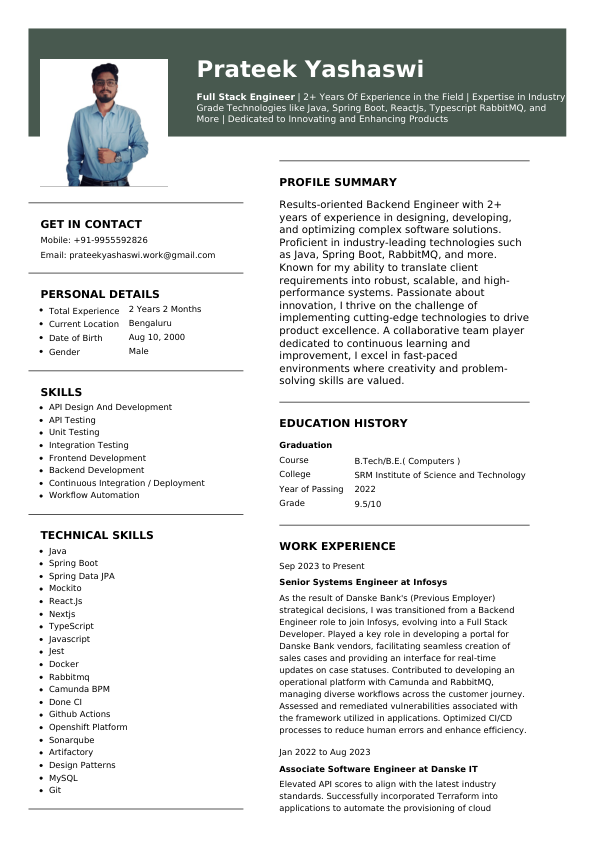 Prateek Yashaswi
Full Stack Engineer | 2+ Years Of Experience in the Field | Expertise in Industry
Grade Technologies like Java, Spring Boot, ReactJs, Typescript RabbitMQ, and
More | Dedicated to Innovating and Enhancing Products
GET IN CONTACT
Mobile: +91-9955592826
Email: prateekyashaswi.work@gmail.com
PERSONAL DETAILS
• Total Experience 2 Years 2 Months
• Current Location Bengaluru
• Date of Birth Aug 10, 2000
• Gender Male
SKILLS
• API Design And Development
• API Testing
• Unit Testing
• Integration Testing
• Frontend Development
• Backend Development
• Continuous Integration / Deployment
• Workflow Automation
TECHNICAL SKILLS
• Java
• Spring Boot
• Spring Data JPA
• Mockito
• React.Js
• Nextjs
• TypeScript
• Javascript
• Jest
• Docker
• Rabbitmq
• Camunda BPM
• Done CI
• Github Actions
• Openshift Platform
• Sonarqube
• Artifactory
• Design Patterns
• MySQL
• Git
PROFILE SUMMARY
Results-oriented Backend Engineer with 2+
years of experience in designing, developing,
and optimizing complex software solutions.
Proficient in industry-leading technologies such
as Java, Spring Boot, RabbitMQ, and more.
Known for my ability to translate client
requirements into robust, scalable, and high-
performance systems. Passionate about
innovation, I thrive on the challenge of
implementing cutting-edge technologies to drive
product excellence. A collaborative team player
dedicated to continuous learning and
improvement, I excel in fast-paced
environments where creativity and problem-
solving skills are valued.
EDUCATION HISTORY
Graduation
Course B.Tech/B.E.( Computers )
College SRM Institute of Science and Technology
Year of Passing 2022
Grade 9.5/10
WORK EXPERIENCE
Sep 2023 to Present
Senior Systems Engineer at Infosys
As the result of Danske Bank's (Previous Employer)
strategical decisions, I was transitioned from a Backend
Engineer role to join Infosys, evolving into a Full Stack
Developer. Played a key role in developing a portal for
Danske Bank vendors, facilitating seamless creation of
sales cases and providing an interface for real-time
updates on case statuses. Contributed to developing an
operational platform with Camunda and RabbitMQ,
managing diverse workflows across the customer journey.
Assessed and remediated vulnerabilities associated with
the framework utilized in applications. Optimized CI/CD
processes to reduce human errors and enhance efficiency.
Jan 2022 to Aug 2023
Associate Software Engineer at Danske IT
Elevated API scores to align with the latest industry
standards. Successfully incorporated Terraform into
applications to automate the provisioning of cloud